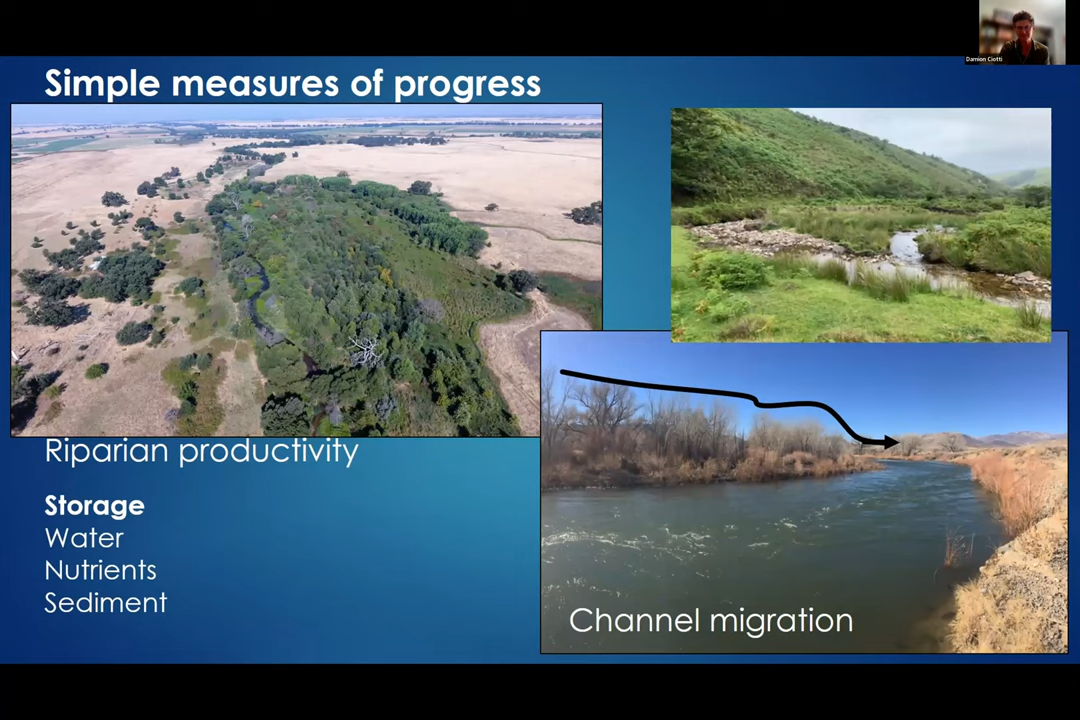 Damion Ciotti
Simple measures of progress
Riparian productivity
Storage
Water
Nutrients
Sediment
Channel migration